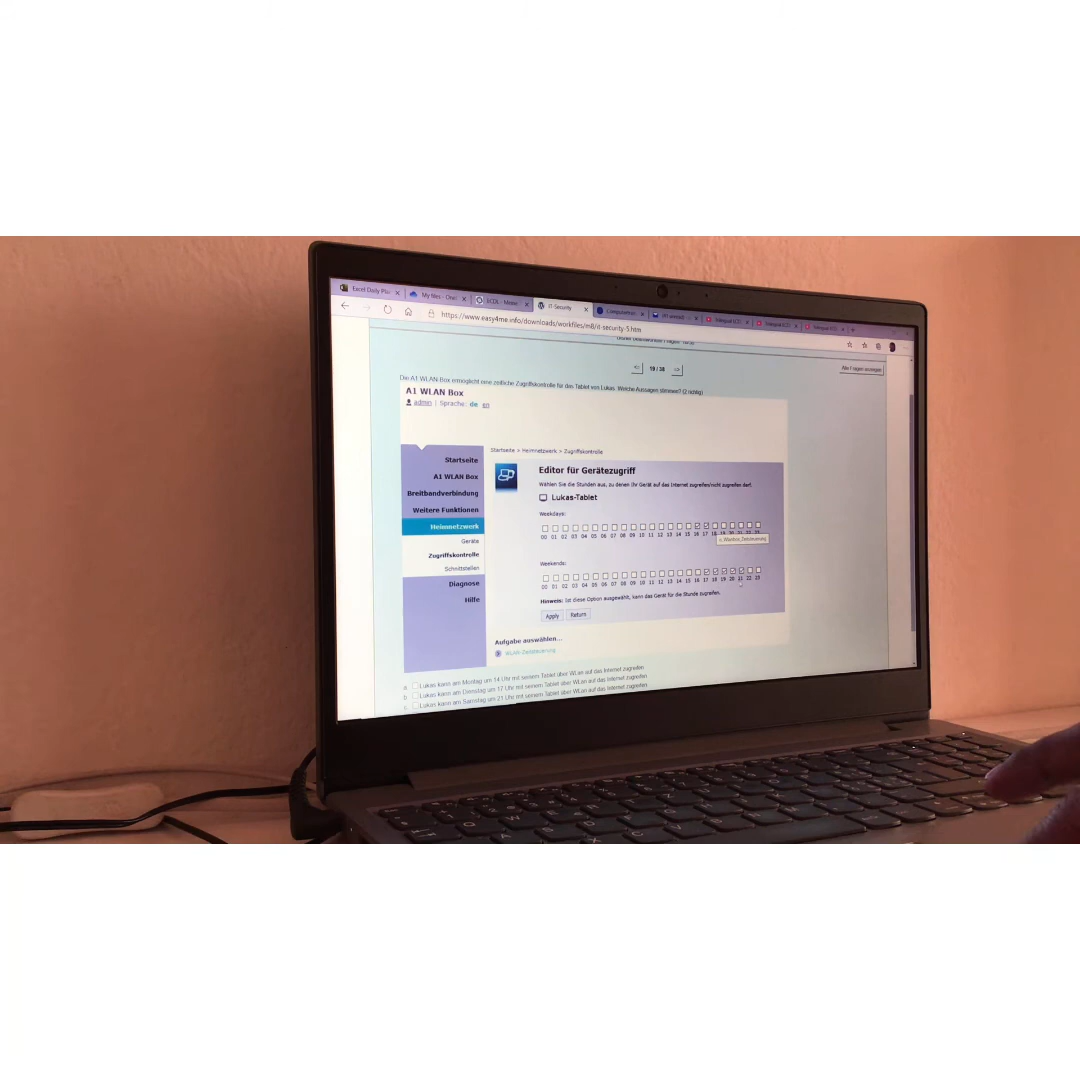 Excel Daily Plan
My files - OneD
ECDL - Meine
IT-Security
https://www.easy4me.info/downloads/workfiles/m8/it-security-5.htm
19 / 38
Alle Fragen anzeigen
Die A1 WLAN Box ermöglicht eine zeitliche Zugriffskontrolle für das Tablet von Lukas. Welche Aussagen stimmen? (2 richtig)
A1 WLAN Box
admin | Sprache: de en
Startseite > Heimnetzwerk > Zugriffskontrolle
Startseite
A1 WLAN Box
Breitbandverbindung
Weitere Funktionen
Heimnetzwerk
Geräte
Zugriffskontrolle
Schnittstellen
Diagnose
Hilfe
Editor für Gerätezugriff
Wählen Sie die Stunden aus, zu denen Ihr Gerät auf das Internet zugreifen/nicht zugreifen darf.
Lukas-Tablet
Weekdays:
00 01 02 03 04 05 06 07 08 09 10 11 12 13 14 15 16 17 18 19 20 21 22 23
Weekends:
00 01 02 03 04 05 06 07 08 09 10 11 12 13 14 15 16 17 18 19 20 21 22 23
Hinweis: Ist diese Option ausgewählt, kann das Gerät für die Stunde zugreifen.
Apply Return
Aufgabe auswählen...
WLAN-Zeitsteuerung
a. Lukas kann am Montag um 14 Uhr mit seinem Tablet über WLan auf das Internet zugreifen
b. Lukas kann am Dienstag um 17 Uhr mit seinem Tablet über WLan auf das Internet zugreifen
c. Lukas kann am Samstag um 21 Uhr mit seinem Tablet über WLan auf das Internet zugreifen